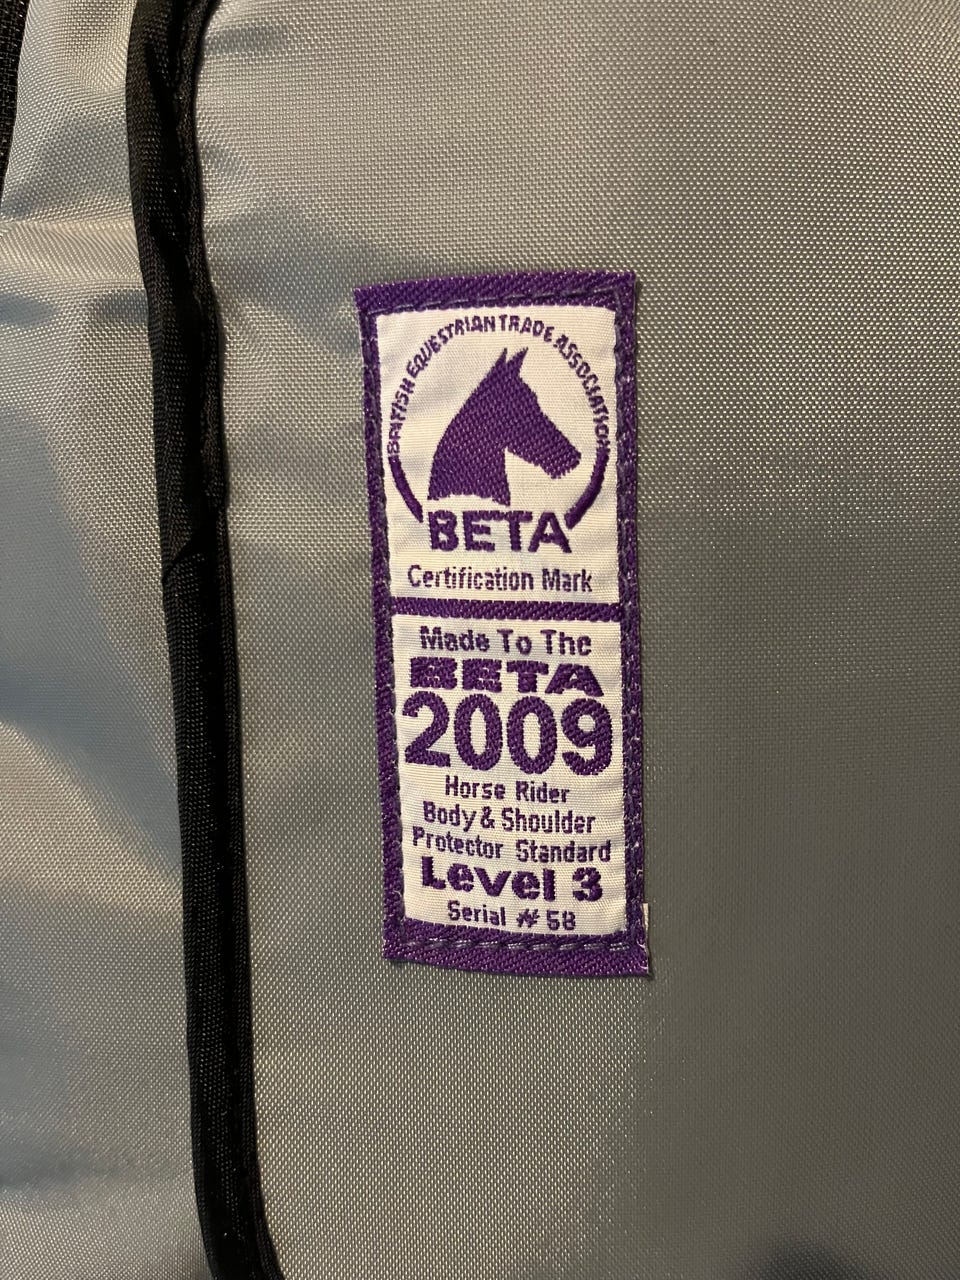 BRITISH EQUESTRIAN TRADE ASSOCIATION
BETA
Certification Mark
Made To The
BETA
2009
Horse Rider
Body & Shoulder
Protector Standard
Level 3
Serial # 58